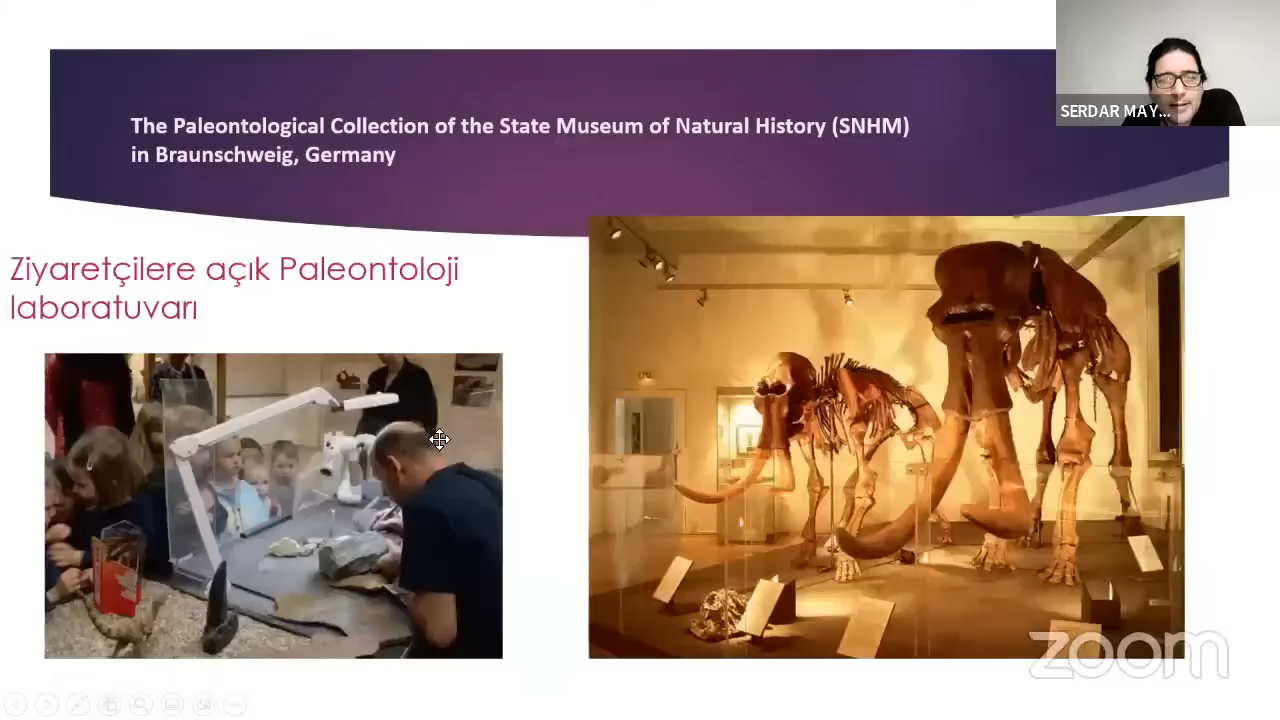 The Paleontological Collection of the State Museum of Natural History (SNHM)
in Braunschweig, Germany
SERDAR MAY...
Ziyaretçilere açık Paleontoloji
laboratuvarı
zoom